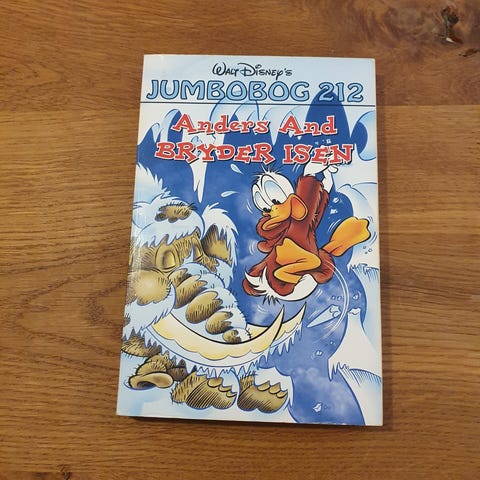 Walt Disney's
JUMBOBOG 212
Anders And
BRYDER ISEN